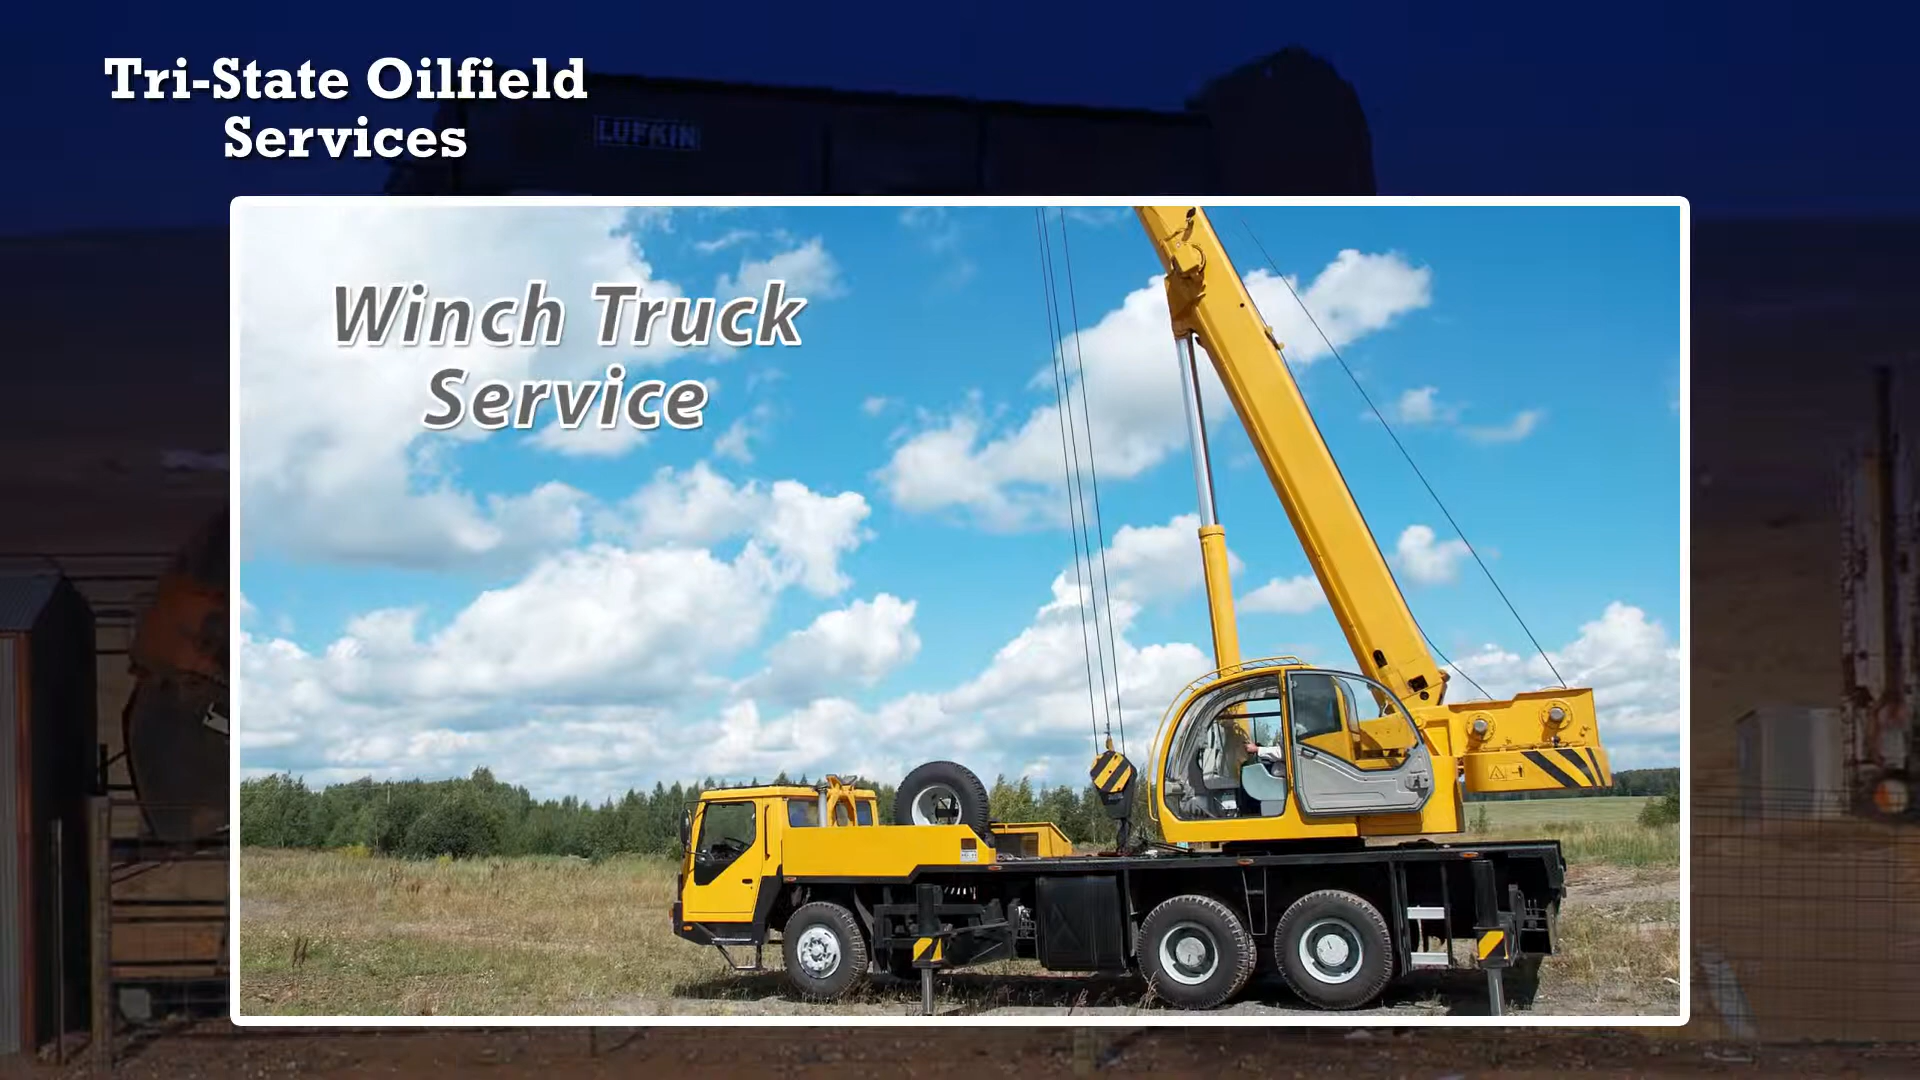 Tri-State Oilfield
Services
LUFKIN
Winch Truck
Service